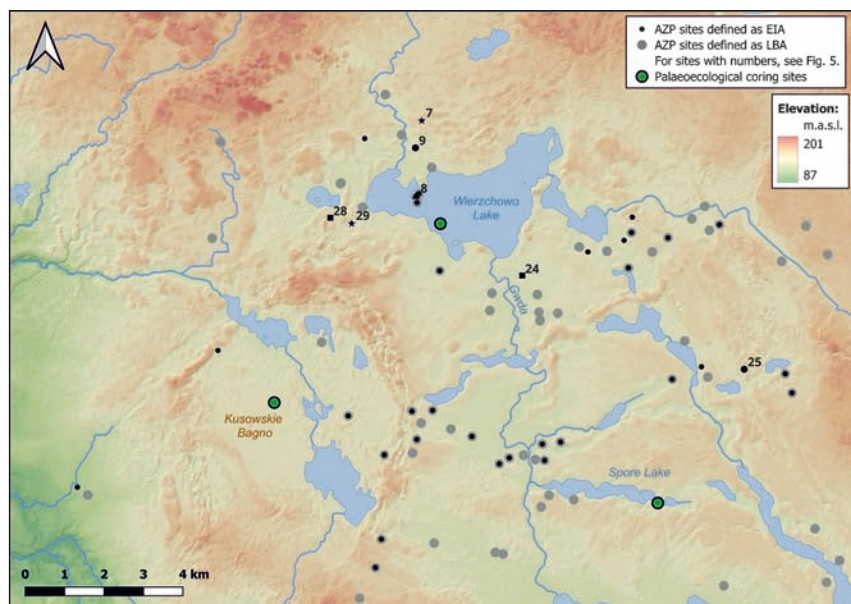 AZP sites defined as EIA
AZP sites defined as LBA
For sites with numbers, see Fig. 5.
Palaeoecological coring sites
Elevation:
m.a.s.l.
201
87
7
9
8
Wierzchowo
Lake
28
29
24
Gwda
25
Kusowskie
Bagno
Spore Lake
0 1 2 3 4 km